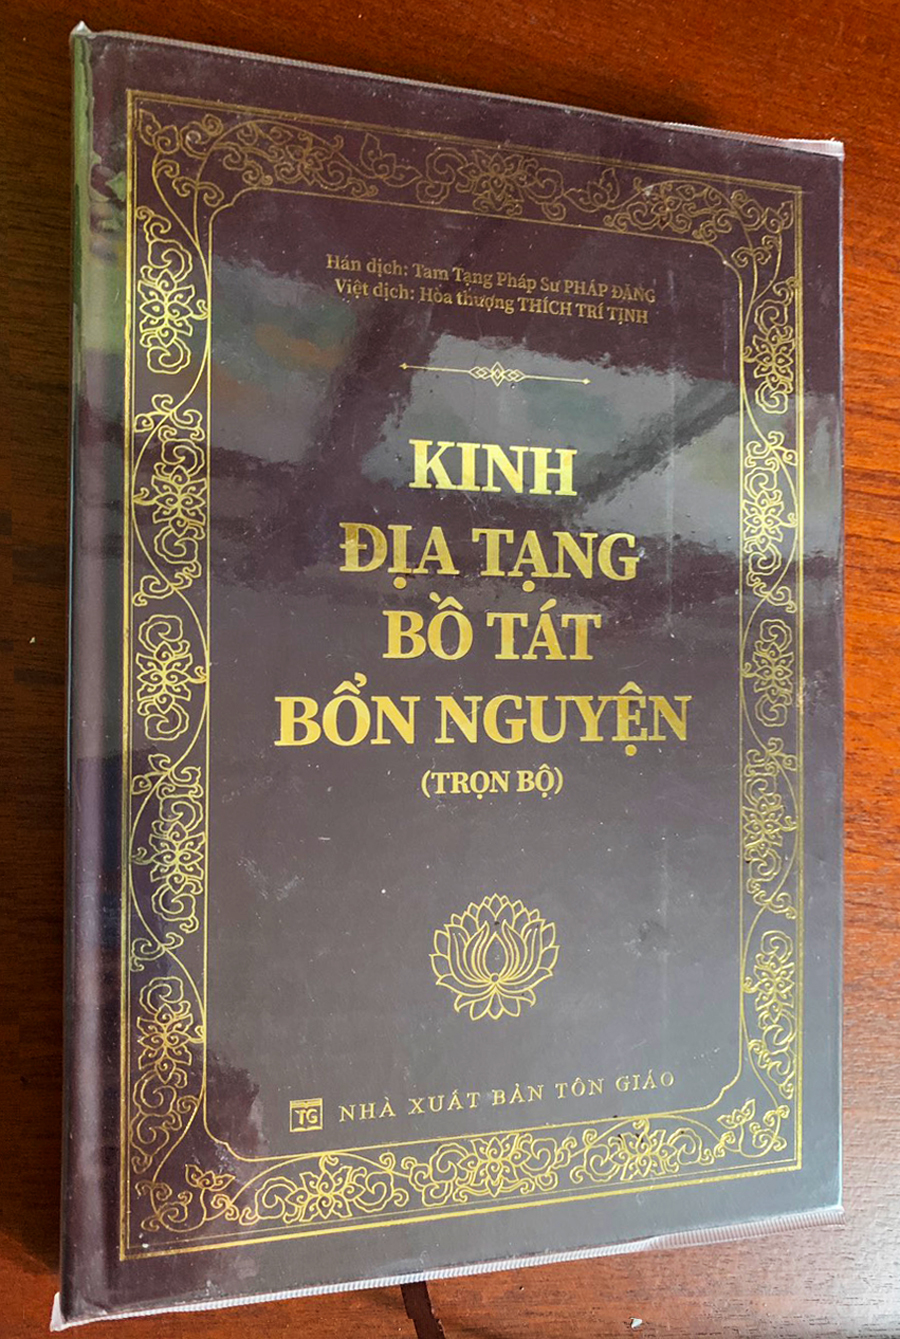 Hán dịch: Tam Tạng Pháp Sư PHÁP ĐĂNG
Việt dịch: Hòa thượng THÍCH TRÍ TỊNH
KINH
ĐỊA TẠNG
BỒ TÁT
BỔN NGUYỆN
(TRỌN BỘ)
TG NHÀ XUẤT BẢN TÔN GIÁO